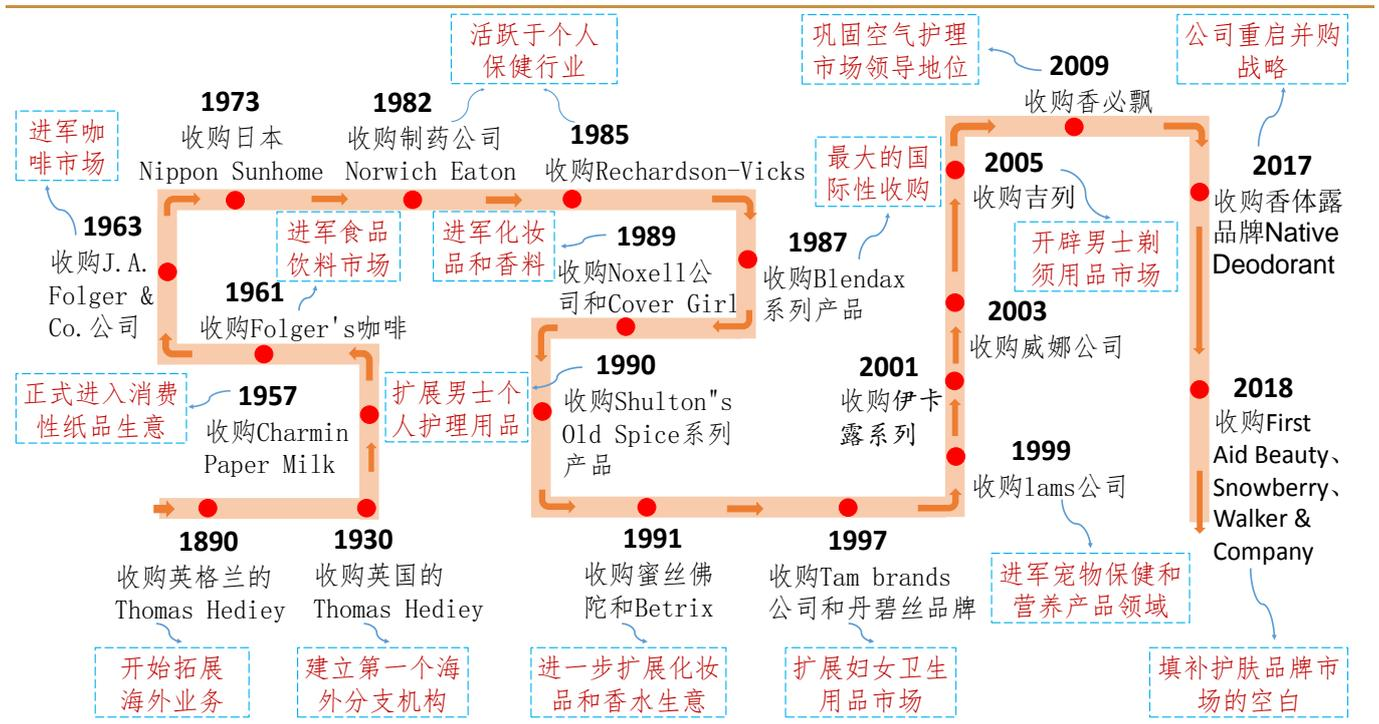 1890
收购英格兰的
Thomas Hediey
开始拓展
海外业务
1930
收购英国的
Thomas Hediey
建立第一个海
外分支机构
1957
收购Charmin
Paper Milk
正式进入消费
性纸品生意
1961
收购Folger's咖啡
进军食品
饮料市场
1963
收购J.A.
Folger &
Co.公司
进军咖
啡市场
1973
收购日本
Nippon Sunhome
1982
收购制药公司
Norwich Eaton
活跃于个人
保健行业
1985
收购Rechardson-Vicks
1987
收购Blendax
系列产品
最大的国
际性收购
1989
收购Noxell公
司和Cover Girl
进军化妆
品和香料
1990
收购Shulton"s
Old Spice系列
产品
扩展男士个
人护理用品
1991
收购蜜丝佛
陀和Betrix
进一步扩展化妆
品和香水生意
1997
收购Tam brands
公司和丹碧丝品牌
扩展妇女卫生
用品市场
1999
收购lams公司
进军宠物保健和
营养产品领域
2001
收购伊卡
露系列
2003
收购威娜公司
2005
收购吉列
开辟男士剃
须用品市场
2009
收购香必飘
巩固空气护理
市场领导地位
2017
收购香体露
品牌Native
Deodorant
公司重启并购
战略
2018
收购First
Aid Beauty、
Snowberry、
Walker &
Company
填补护肤品牌市
场的空白